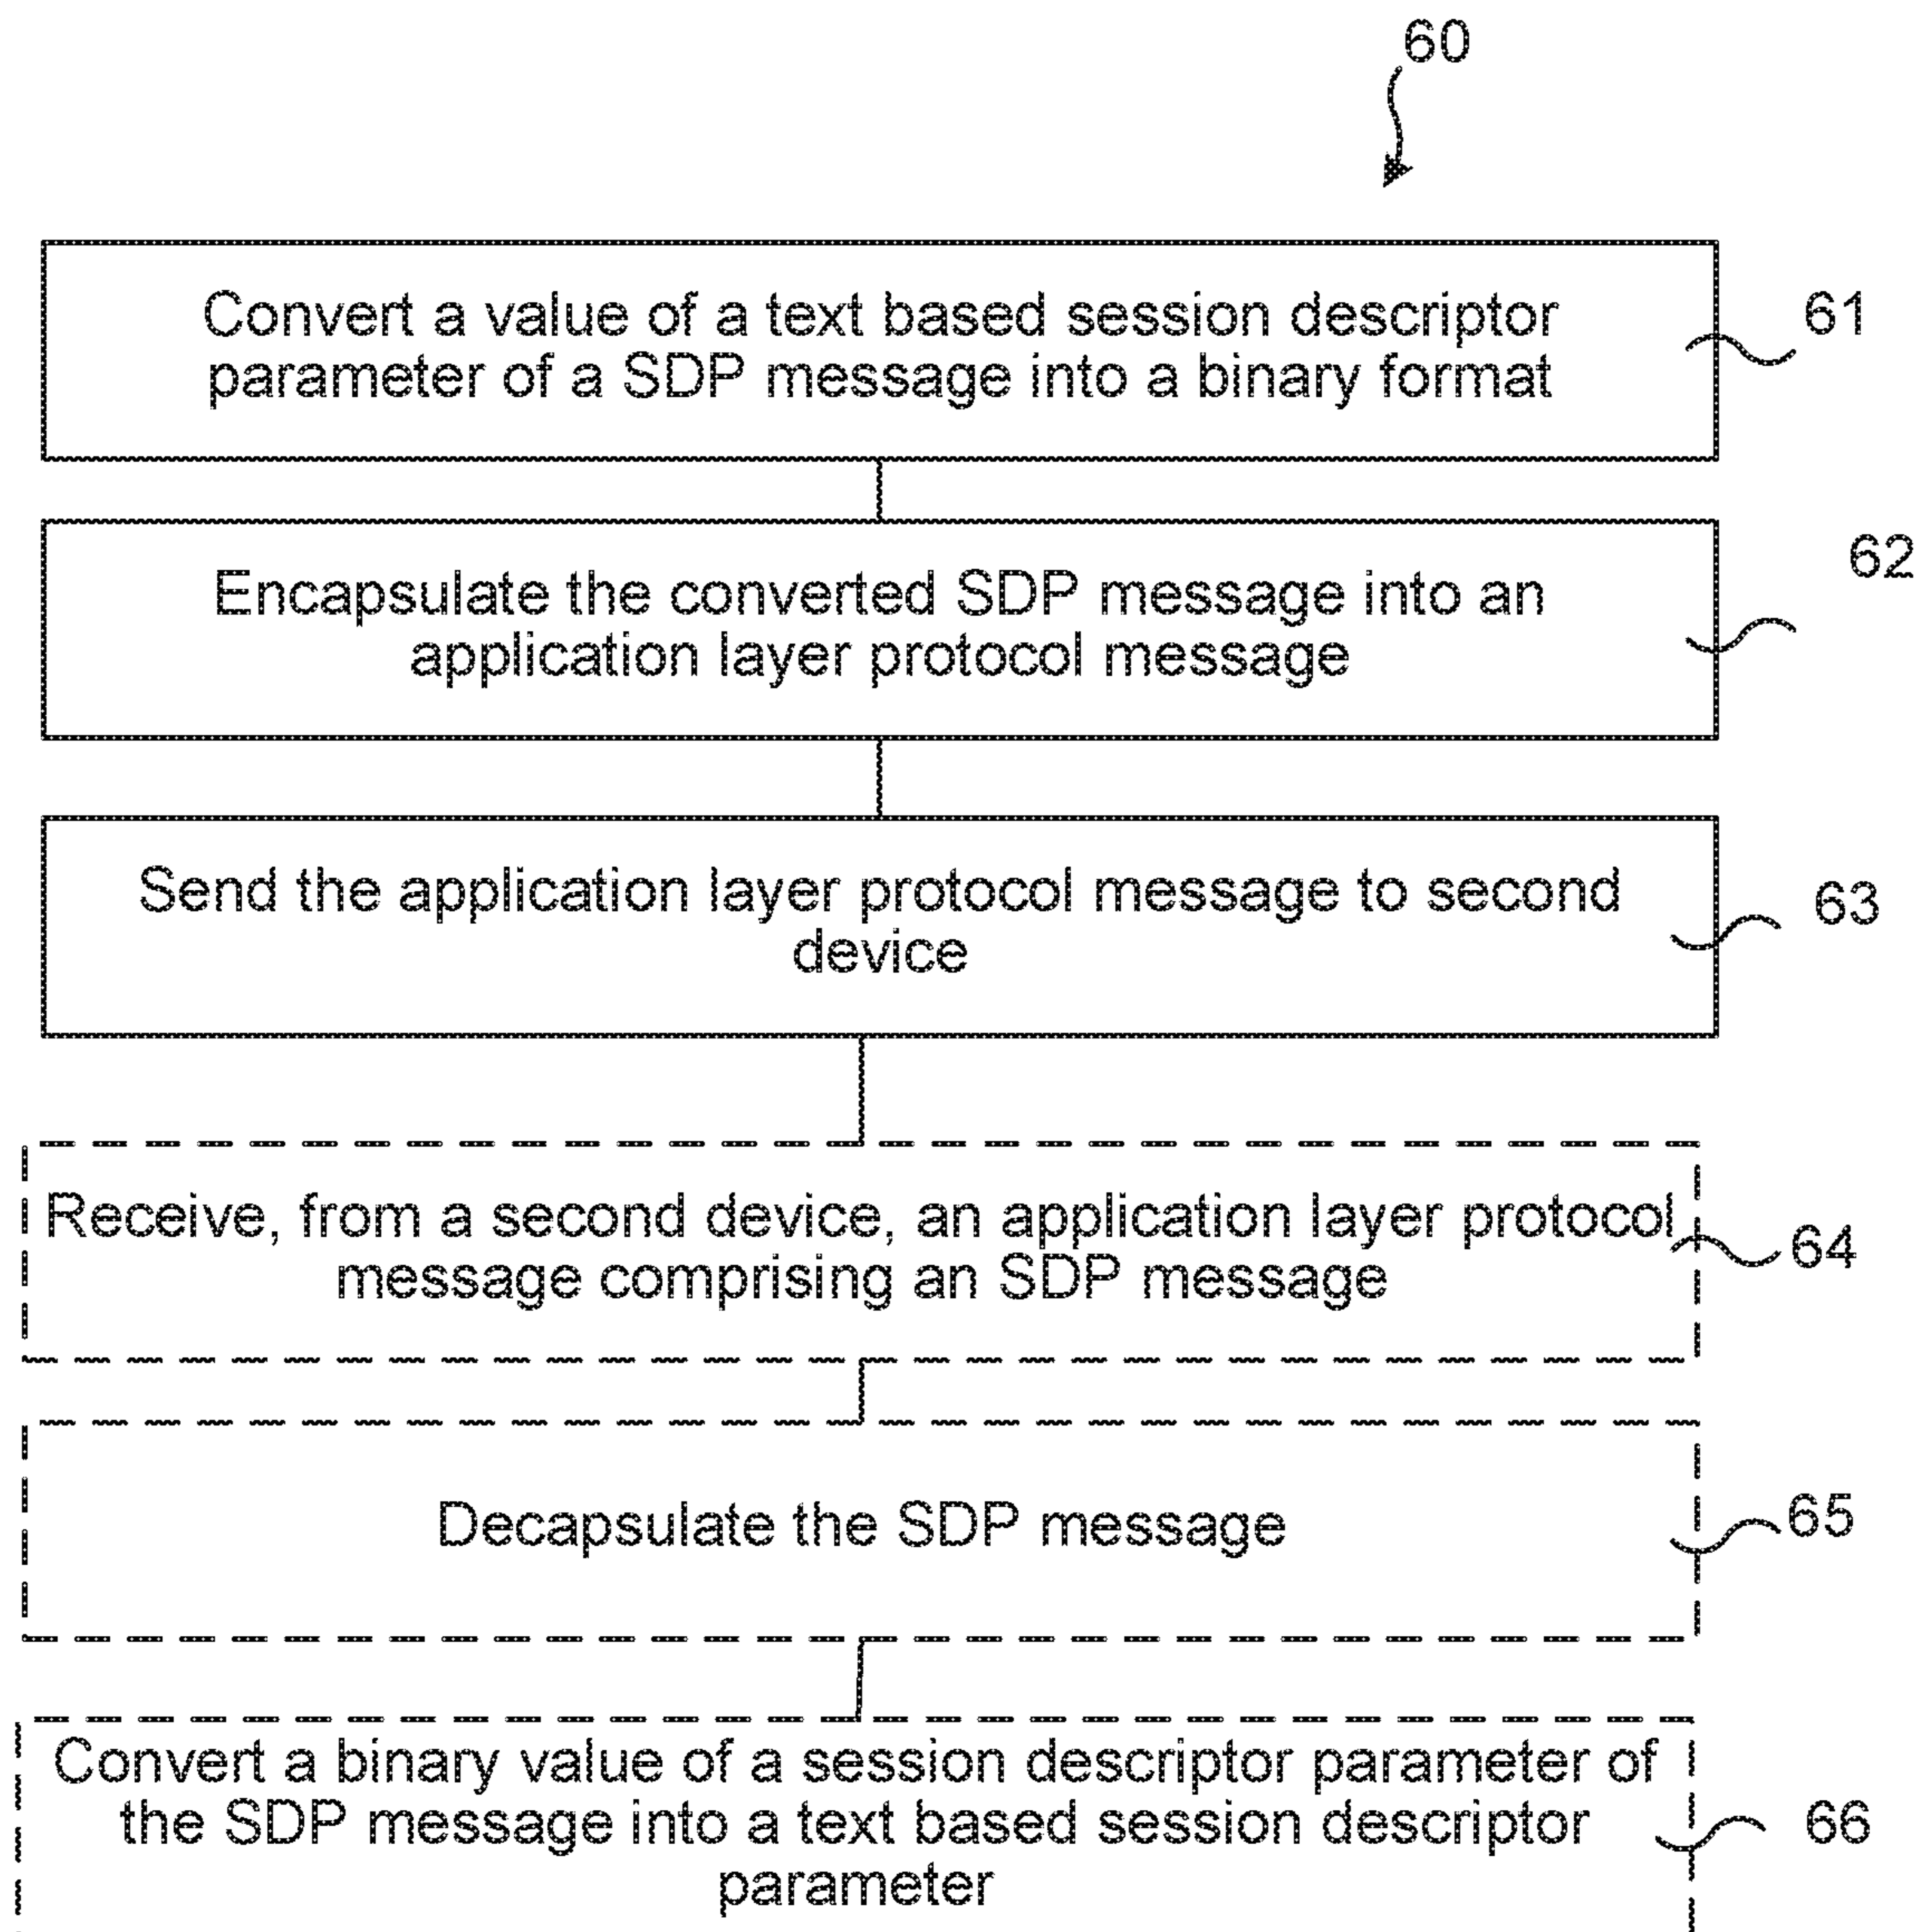 60
Convert a value of a text based session descriptor
parameter of a SDP message into a binary format
61
Encapsulate the converted SDP message into an
application layer protocol message
62
Send the application layer protocol message to second
device
63
Receive, from a second device, an application layer protocol
message comprising an SDP message
64
Decapsulate the SDP message
65
Convert a binary value of a session descriptor parameter of
the SDP message into a text based session descriptor
parameter
66